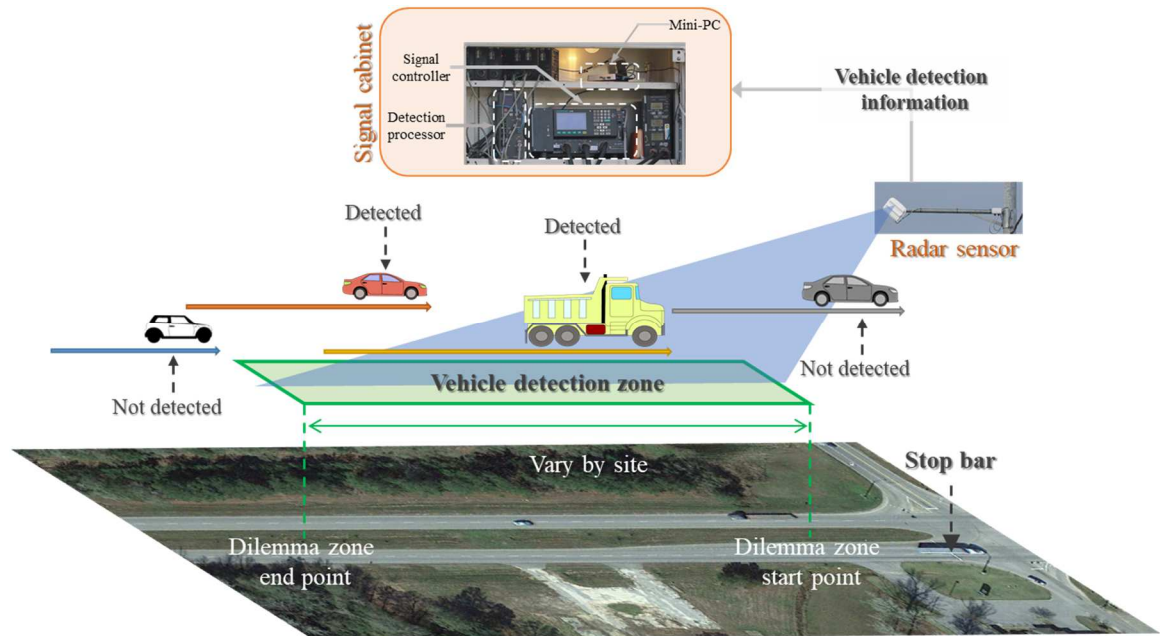 Signal cabinet
Mini-PC
Signal
controller
Detection
processor
Vehicle detection
information
Radar sensor
Detected
Detected
Not detected
Not detected
Vehicle detection zone
Vary by site
Stop bar
Dilemma zone
end point
Dilemma zone
start point